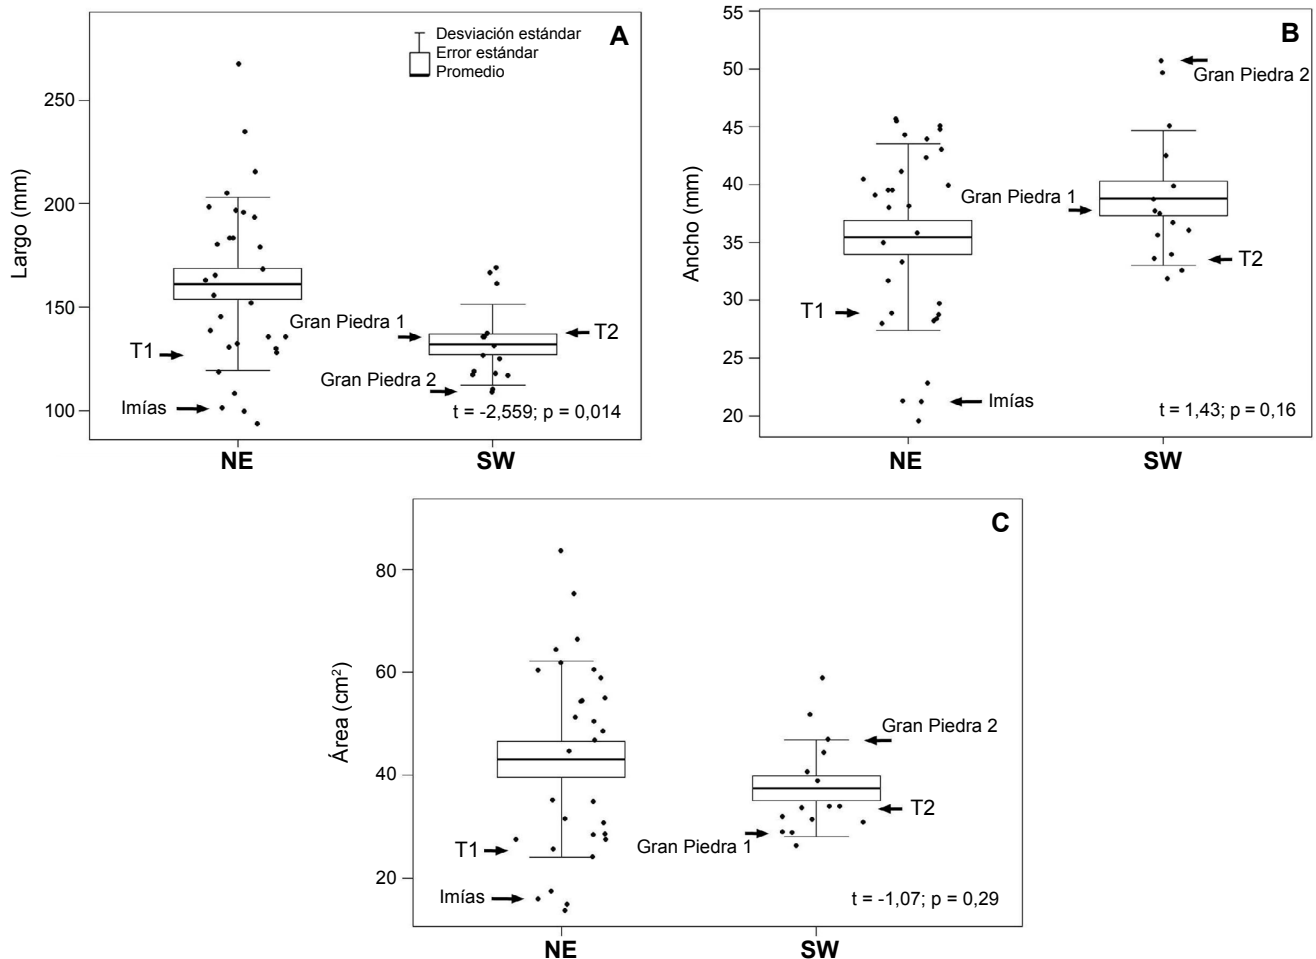 Desviación estándar
Error estándar
Promedio
A
250
200
150
100
Largo (mm)
T1
Imías
Gran Piedra 1
T2
Gran Piedra 2
t = -2,559; p = 0,014
NE
SW
B
55
50
45
40
35
30
25
20
Ancho (mm)
Gran Piedra 2
Gran Piedra 1
T2
T1
Imías
t = 1,43; p = 0,16
NE
SW
C
80
60
40
20
Área (cm²)
Gran Piedra 2
T2
Gran Piedra 1
T1
Imías
t = -1,07; p = 0,29
NE
SW